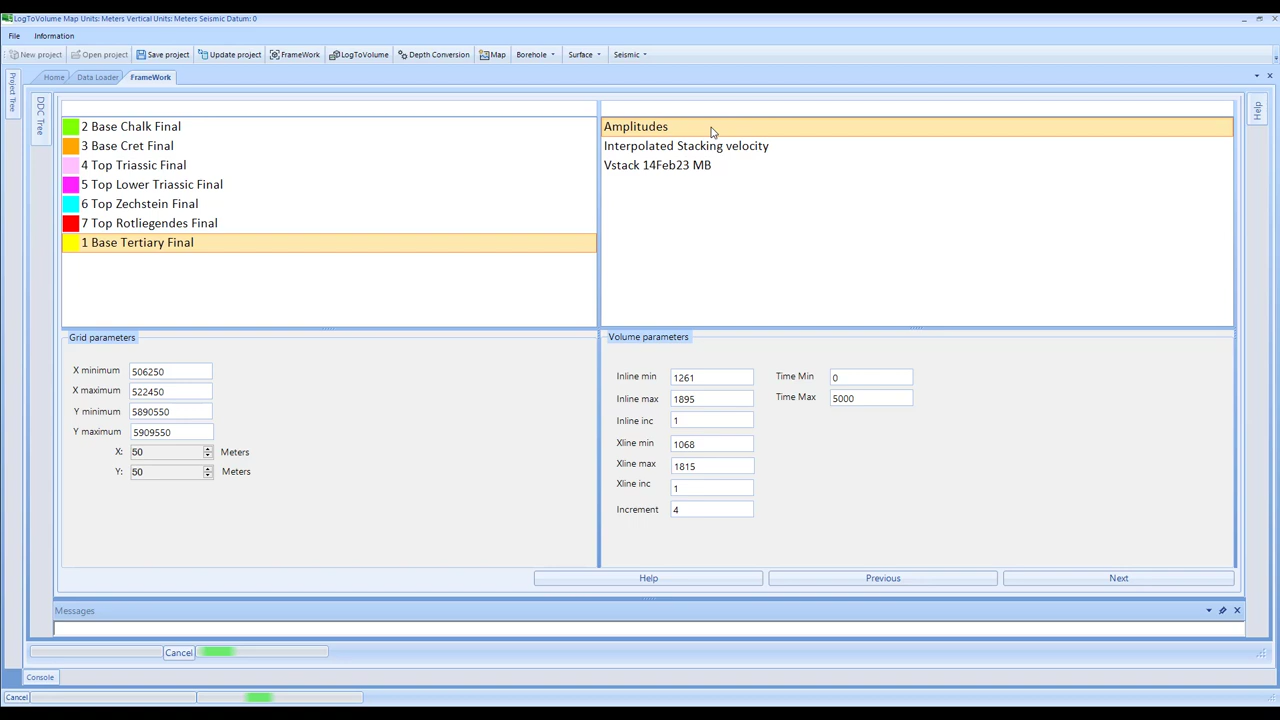 LogToVolume Map Units: Meters Vertical Units: Meters Seismic Datum: 0
File Information
New project Open project Save project Update project FrameWork LogToVolume Depth Conversion Map Borehole Surface Seismic
Project Tree
Home Data Loader FrameWork
DDC Tree
Help
2 Base Chalk Final
3 Base Cret Final
4 Top Triassic Final
5 Top Lower Triassic Final
6 Top Zechstein Final
7 Top Rotliegendes Final
1 Base Tertiary Final
Amplitudes
Interpolated Stacking velocity
Vstack 14Feb23 MB
Grid parameters
X minimum 506250
X maximum 522450
Y minimum 5890550
Y maximum 5909550
X: 50 Meters
Y: 50 Meters
Volume parameters
Inline min 1261 Time Min 0
Inline max 1895 Time Max 5000
Inline inc 1
Xline min 1068
Xline max 1815
Xline inc 1
Increment 4
Help Previous Next
Messages
Cancel
Console
Cancel